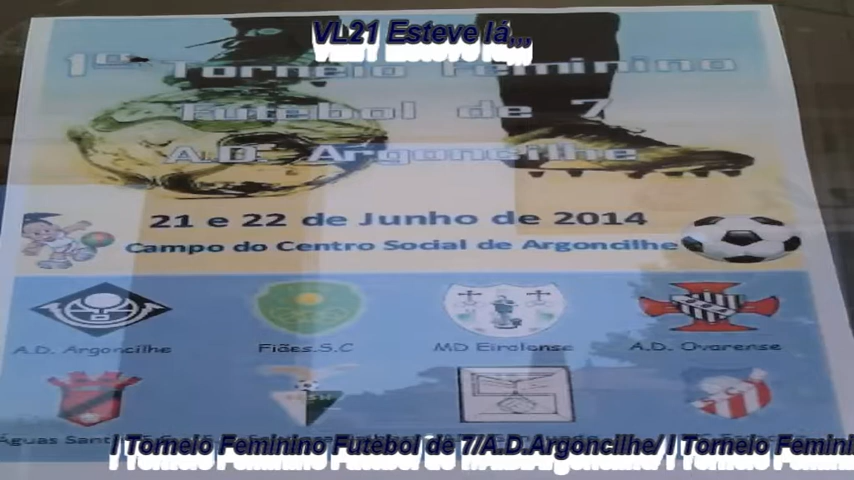 VL21 Esteve lá,,,
1º Torneio Feminino
Futebol de 7
A.D. Argoncilhe
21 e 22 de Junho de 2014
Campo do Centro Social de Argoncilhe
A.D. Argoncilhe
Fiães.S.C
MD Eirolense
A.D. Ovarense
Águas
I Torneio Feminino Futebol de 7/A.D.Argoncilhe/ I Torneio Femini